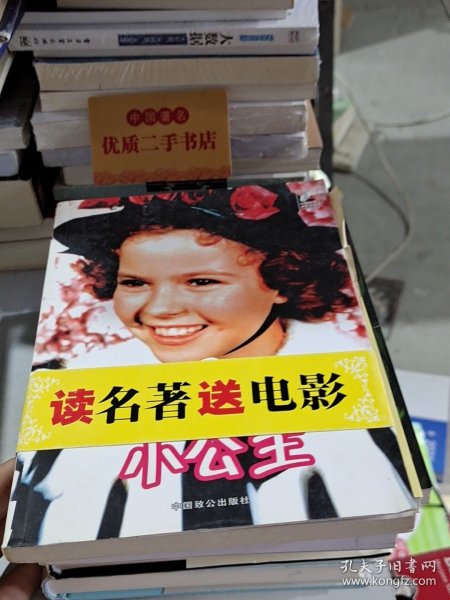 大数据
中国著名
优质二手书店
读名著送电影
小公主
中国致公出版社
孔夫子旧书网
www.kongfz.com